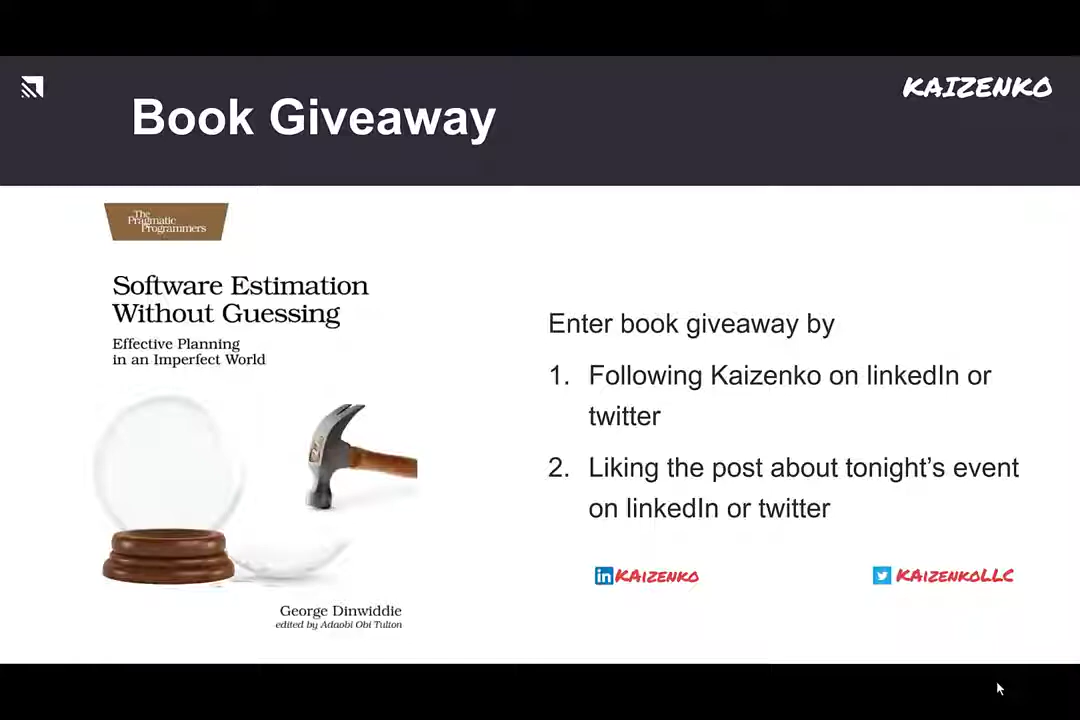 KAIZENKO
Book Giveaway
The
Pragmatic
Programmers
Software Estimation
Without Guessing
Effective Planning
in an Imperfect World
George Dinwiddie
edited by Adaobi Obi Tulton
Enter book giveaway by
1. Following Kaizenko on linkedIn or
twitter
2. Liking the post about tonight's event
on linkedIn or twitter
in KAIZENKO
KAIZENKOLLC